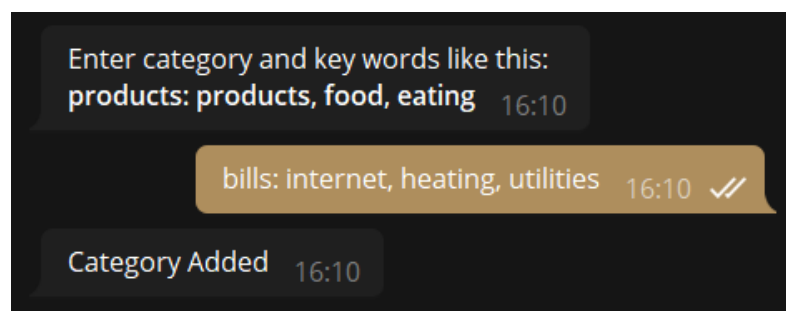 Enter category and key words like this:
products: products, food, eating 16:10
bills: internet, heating, utilities 16:10
Category Added 16:10